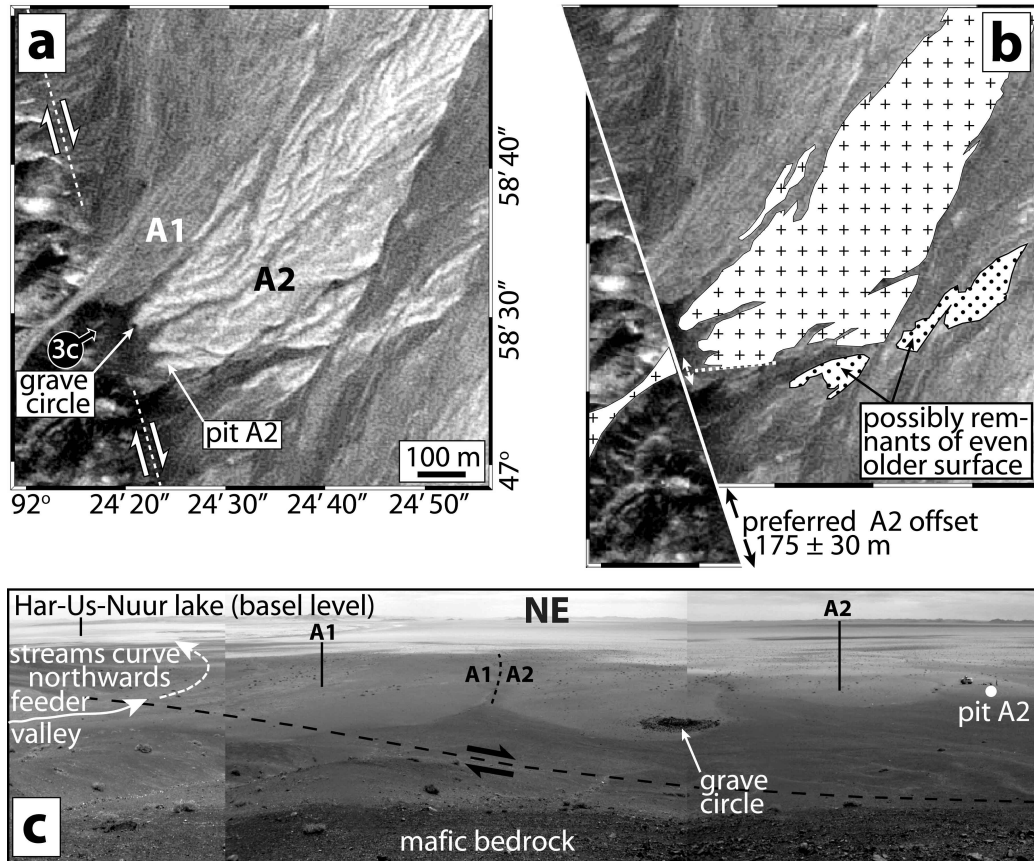 a
A1
A2
3c
grave
circle
pit A2
100 m
58’ 40”
58’ 30”
47°
92°
24’ 20”
24’ 30”
24’ 40”
24’ 50”
b
possibly rem-
nants of even
older surface
preferred A2 offset
175 ± 30 m
Har-Us-Nuur lake (basel level)
NE
A1
A2
streams curve
northwards
feeder
valley
A1
A2
pit A2
grave
circle
mafic bedrock
c